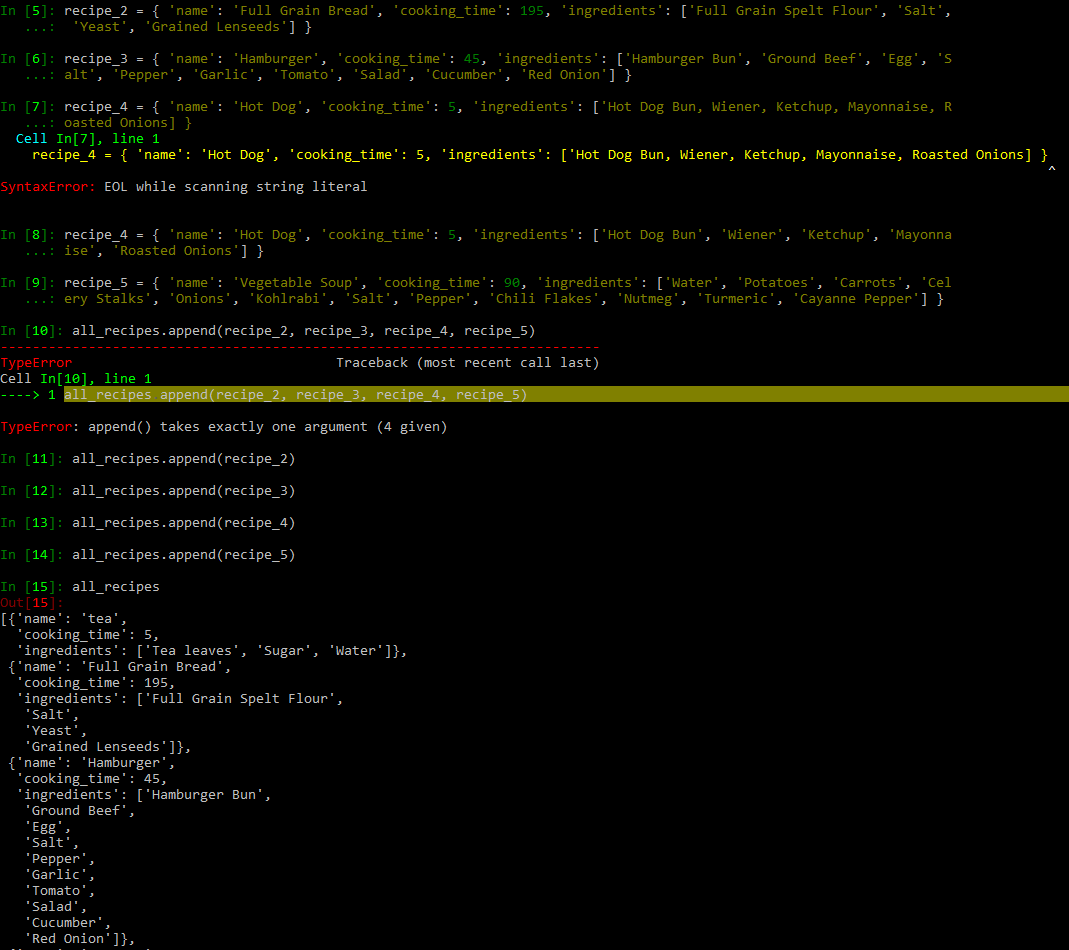 In [5]: recipe_2 = { 'name': 'Full Grain Bread', 'cooking_time': 195, 'ingredients': ['Full Grain Spelt Flour', 'Salt',
...: 'Yeast', 'Grained Lenseeds'] }
In [6]: recipe_3 = { 'name': 'Hamburger', 'cooking_time': 45, 'ingredients': ['Hamburger Bun', 'Ground Beef', 'Egg', 'S
...: alt', 'Pepper', 'Garlic', 'Tomato', 'Salad', 'Cucumber', 'Red Onion'] }
In [7]: recipe_4 = { 'name': 'Hot Dog', 'cooking_time': 5, 'ingredients': ['Hot Dog Bun, Wiener, Ketchup, Mayonnaise, R
...: oasted Onions] }
Cell In[7], line 1
recipe_4 = { 'name': 'Hot Dog', 'cooking_time': 5, 'ingredients': ['Hot Dog Bun, Wiener, Ketchup, Mayonnaise, Roasted Onions] }
^
SyntaxError: EOL while scanning string literal
In [8]: recipe_4 = { 'name': 'Hot Dog', 'cooking_time': 5, 'ingredients': ['Hot Dog Bun', 'Wiener', 'Ketchup', 'Mayonna
...: ise', 'Roasted Onions'] }
In [9]: recipe_5 = { 'name': 'Vegetable Soup', 'cooking_time': 90, 'ingredients': ['Water', 'Potatoes', 'Carrots', 'Cel
...: ery Stalks', 'Onions', 'Kohlrabi', 'Salt', 'Pepper', 'Chili Flakes', 'Nutmeg', 'Turmeric', 'Cayanne Pepper'] }
In [10]: all_recipes.append(recipe_2, recipe_3, recipe_4, recipe_5)
---------------------------------------------------------------------------
TypeError                                 Traceback (most recent call last)
Cell In[10], line 1
----> 1 all_recipes.append(recipe_2, recipe_3, recipe_4, recipe_5)
TypeError: append() takes exactly one argument (4 given)
In [11]: all_recipes.append(recipe_2)
In [12]: all_recipes.append(recipe_3)
In [13]: all_recipes.append(recipe_4)
In [14]: all_recipes.append(recipe_5)
In [15]: all_recipes
Out[15]:
[{'name': 'tea',
'cooking_time': 5,
'ingredients': ['Tea leaves', 'Sugar', 'Water']},
{'name': 'Full Grain Bread',
'cooking_time': 195,
'ingredients': ['Full Grain Spelt Flour',
'Salt',
'Yeast',
'Grained Lenseeds']},
{'name': 'Hamburger',
'cooking_time': 45,
'ingredients': ['Hamburger Bun',
'Ground Beef',
'Egg',
'Salt',
'Pepper',
'Garlic',
'Tomato',
'Salad',
'Cucumber',
'Red Onion']},